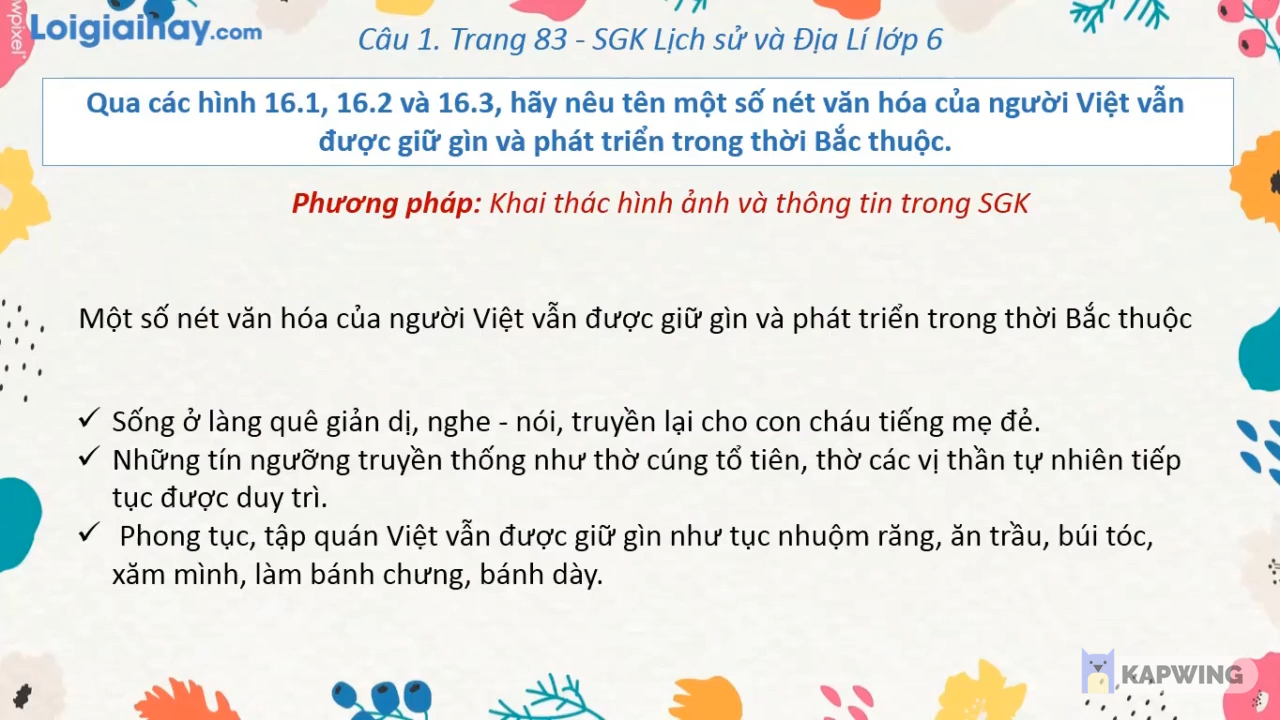 wpixel
Loigiaihay.com
Câu 1. Trang 83 - SGK Lịch sử và Địa Lí lớp 6
Qua các hình 16.1, 16.2 và 16.3, hãy nêu tên một số nét văn hóa của người Việt vẫn
được giữ gìn và phát triển trong thời Bắc thuộc.
Phương pháp: Khai thác hình ảnh và thông tin trong SGK
Một số nét văn hóa của người Việt vẫn được giữ gìn và phát triển trong thời Bắc thuộc
✓ Sống ở làng quê giản dị, nghe - nói, truyền lại cho con cháu tiếng mẹ đẻ.
✓ Những tín ngưỡng truyền thống như thờ cúng tổ tiên, thờ các vị thần tự nhiên tiếp
tục được duy trì.
✓ Phong tục, tập quán Việt vẫn được giữ gìn như tục nhuộm răng, ăn trầu, búi tóc,
xăm mình, làm bánh chưng, bánh dày.
KAPWING